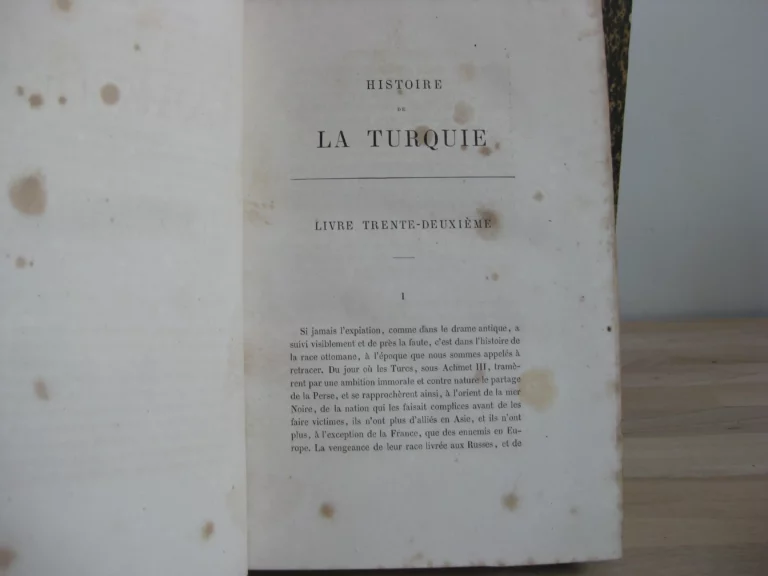 HISTOIRE
DE
LA TURQUIE
LIVRE TRENTE-DEUXIÈME
I
Si jamais l'expiation, comme dans le drame antique, a
suivi visiblement et de près la faute, c'est dans l'histoire de
la race ottomane, à l'époque que nous sommes appelés à
retracer. Du jour où les Turcs, sous Achmet III, tramè-
rent par une ambition immorale et contre nature le partage
de la Perse, et se rapprochèrent ainsi, à l'orient de la mer
Noire, de la nation qui les faisait complices avant de les
faire victimes, ils n'ont plus d'alliés en Asie, et ils n'ont
plus, à l'exception de la France, que des ennemis en Eu-
rope. La vengeance de leur race livrée aux Russes, et de